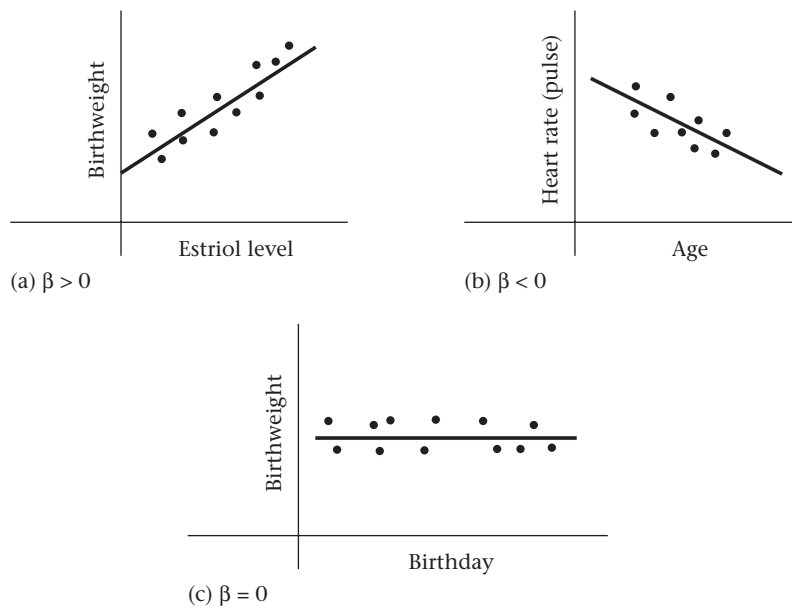 Birthweight
Estriol level
(a) β > 0
Heart rate (pulse)
Age
(b) β < 0
Birthweight
Birthday
(c) β = 0